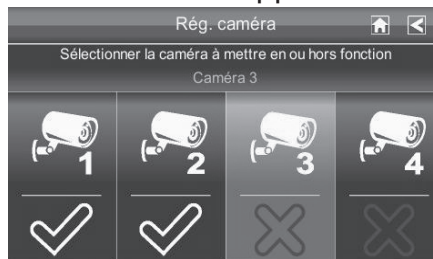 Rég. caméra
Sélectionner la caméra à mettre en ou hors fonction
Caméra 3
1 2 3 4